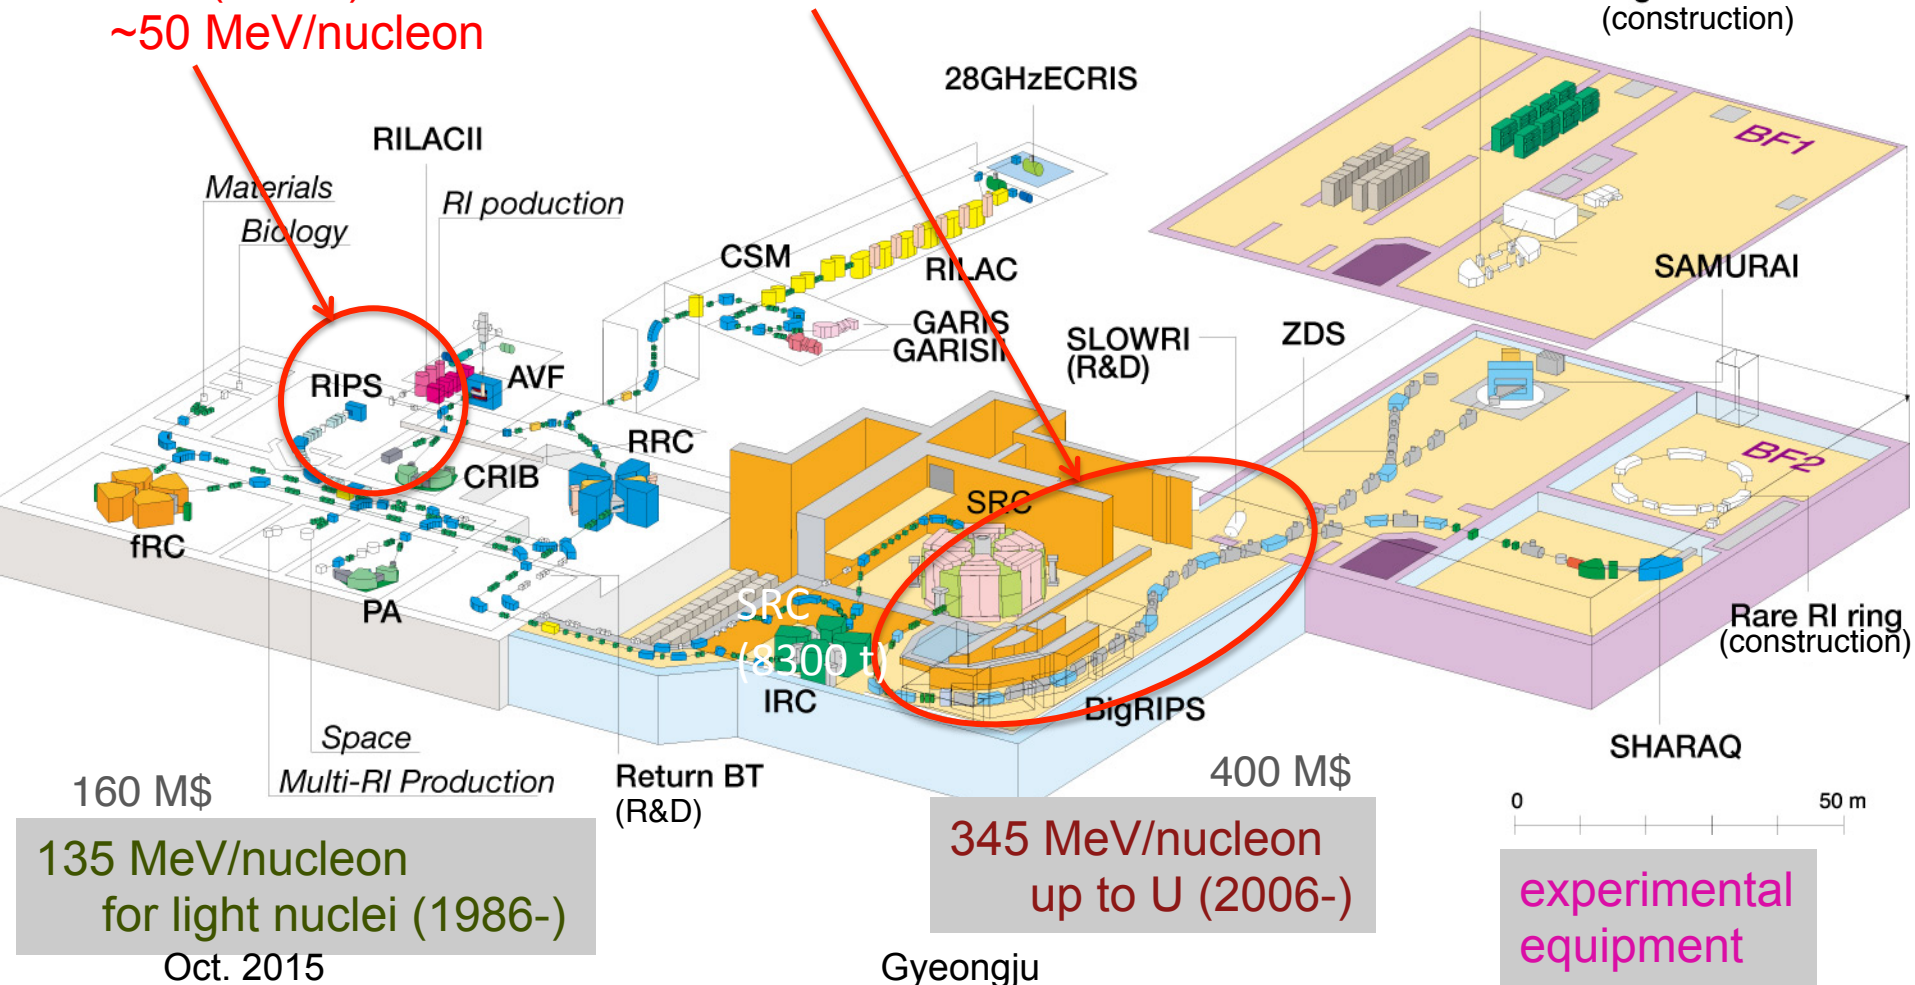 ~50 MeV/nucleon
(construction)
28GHzECRIS
RILACII
Materials
Biology
RI poduction
BF1
CSM
RILAC
SAMURAI
GARIS
GARISII
SLOWRI
(R&D)
ZDS
RIPS
AVF
RRC
CRIB
BF2
SRC
fRC
PA
SRC
(8300 t)
IRC
BigRIPS
Rare RI ring
(construction)
SHARAQ
Space
Multi-RI Production
Return BT
(R&D)
160 M$
400 M$
0 50 m
135 MeV/nucleon
for light nuclei (1986-)
345 MeV/nucleon
up to U (2006-)
experimental
equipment
Oct. 2015
Gyeongju